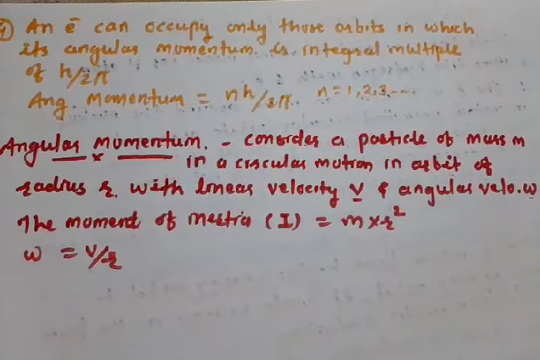 ④ An ē can occupy only those orbits in which
its angular momentum is integral multiple
of h/2π
Ang. Momentum = nh/2π. n=1,2,3....
Angular momentum. - consider a particle of mass m
in a circular motion in orbit of
radius r, with linear velocity v & angular velo. ω
The moment of inertia (I) = m×r²
ω = v/r